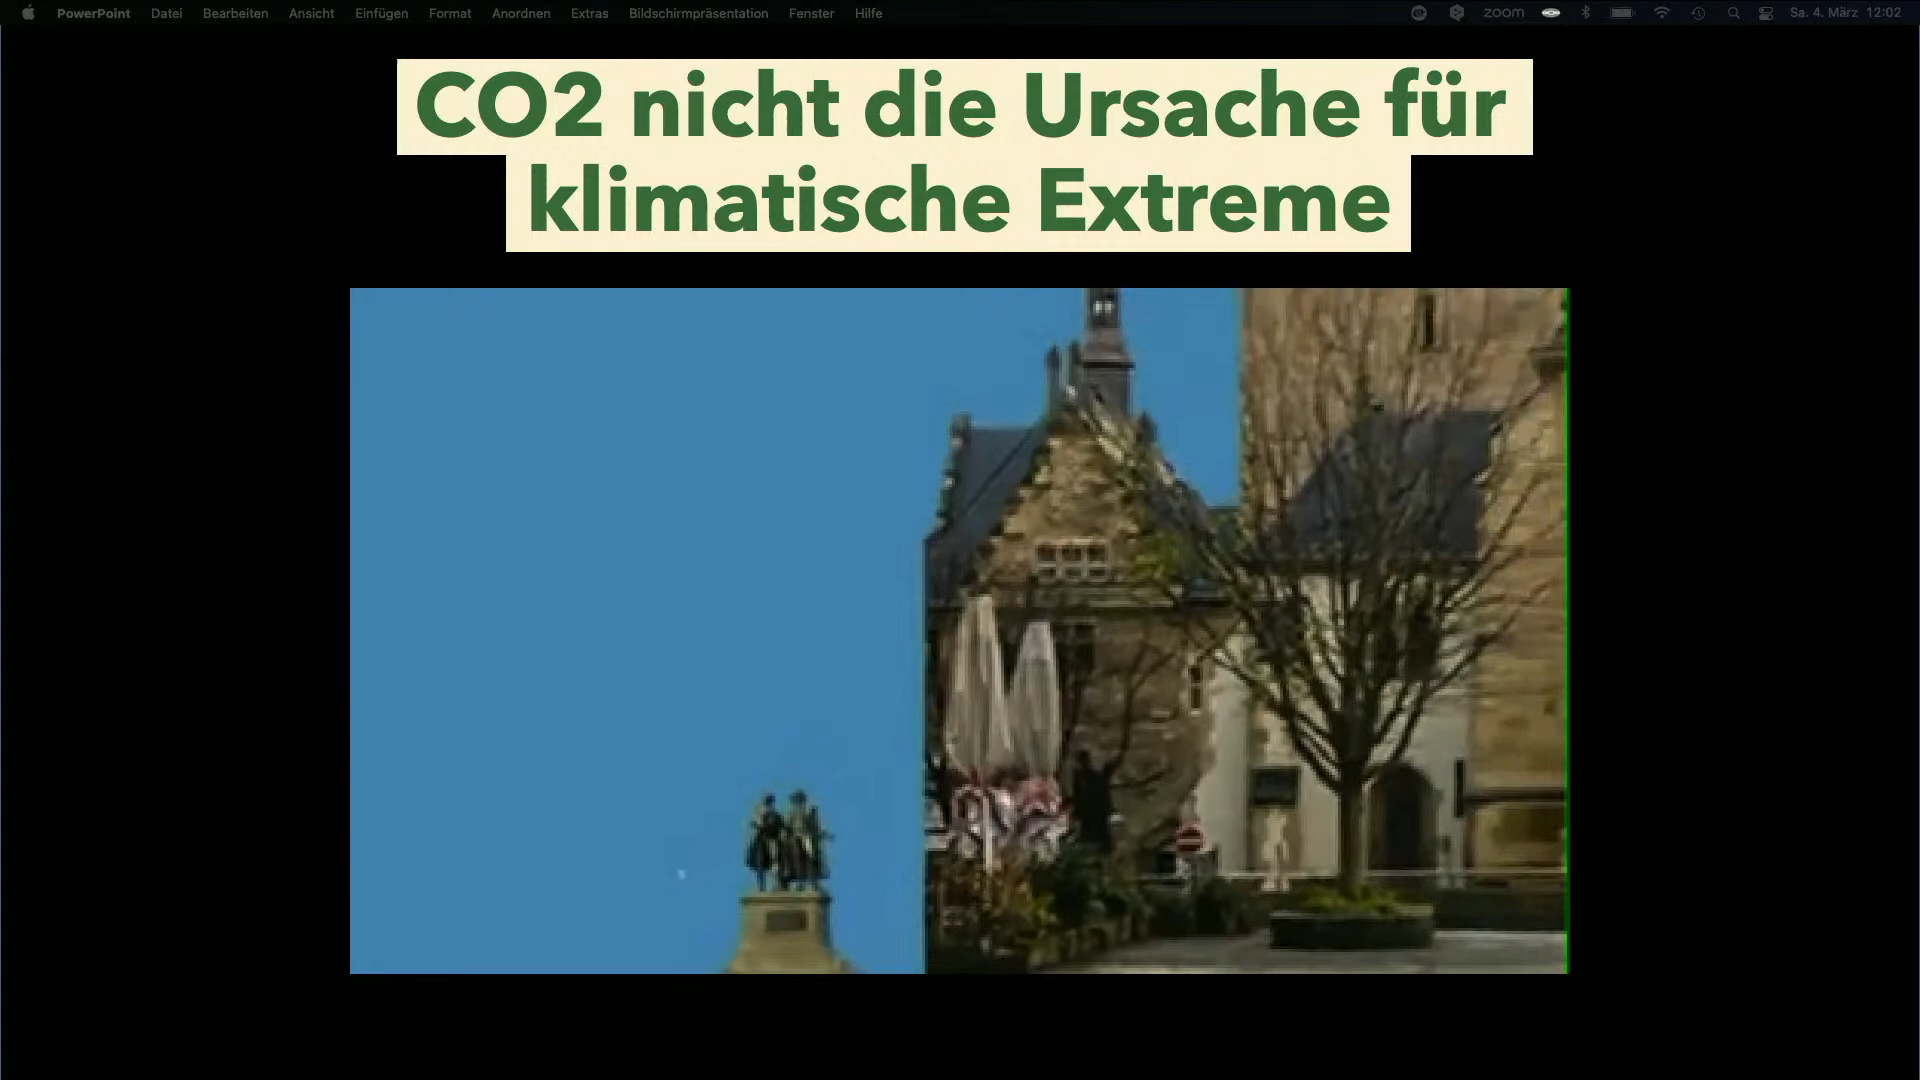 PowerPoint Datei Bearbeiten Ansicht Einfügen Format Anordnen Extras Bildschirmpräsentation Fenster Hilfe zoom Sa. 4. März 12:02
CO2 nicht die Ursache für
klimatische Extreme